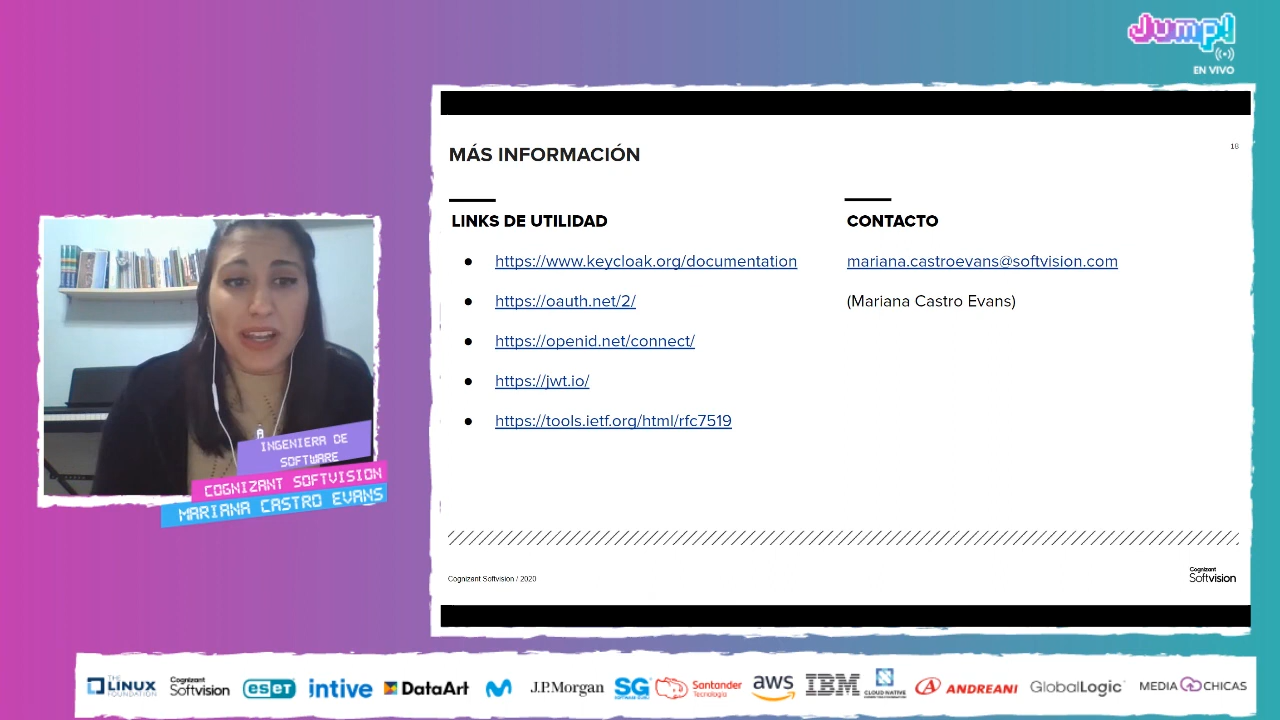 Jump!
EN VIVO
18
MÁS INFORMACIÓN
LINKS DE UTILIDAD
● https://www.keycloak.org/documentation
● https://oauth.net/2/
● https://openid.net/connect/
● https://jwt.io/
● https://tools.ietf.org/html/rfc7519
CONTACTO
mariana.castroevans@softvision.com
(Mariana Castro Evans)
Cognizant Softvision / 2020
Cognizant
Softvision
INGENIERA DE
SOFTWARE
COGNIZANT SOFTVISION
MARIANA CASTRO EVANS
THE LINUX FOUNDATION
Cognizant Softvision
eset
intive
DataArt
J.P.Morgan
SG
Santander Tecnología
aws
IBM
CLOUD NATIVE
ANDREANI
GlobalLogic
MEDIA CHICAS